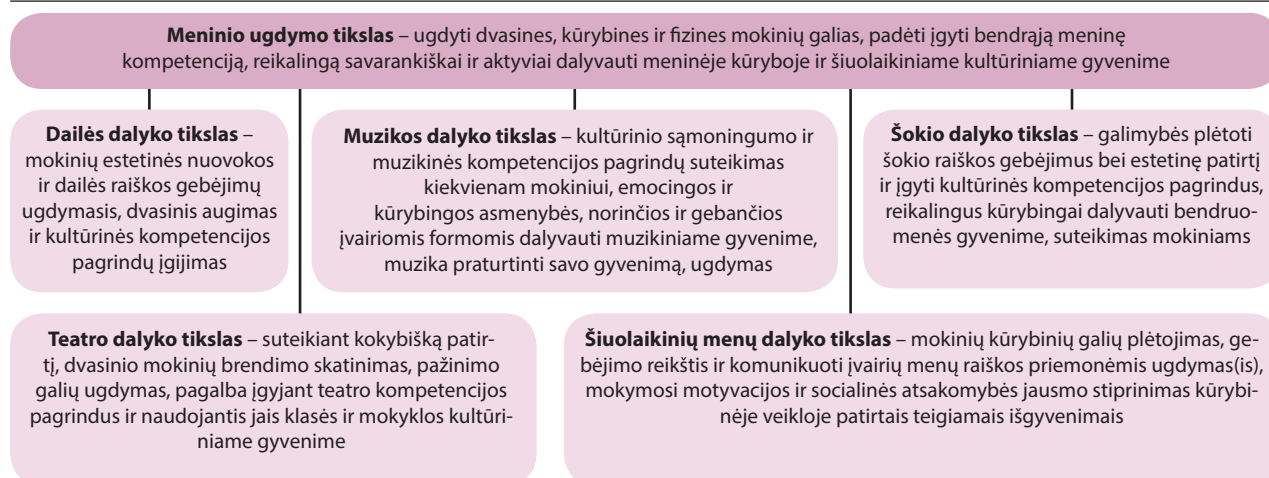 Meninio ugdymo tikslas – ugdyti dvasines, kūrybines ir fizines mokinių galias, padėti įgyti bendrąją meninę
kompetenciją, reikalingą savarankiškai ir aktyviai dalyvauti meninėje kūryboje ir šiuolaikiniame kultūriniame gyvenime
Dailės dalyko tikslas –
mokinių estetinės nuovokos
ir dailės raiškos gebėjimų
ugdymasis, dvasinis augimas
ir kultūrinės kompetencijos
pagrindų įgijimas
Muzikos dalyko tikslas – kultūrinio sąmoningumo ir
muzikinės kompetencijos pagrindų suteikimas
kiekvienam mokiniui, emocingos ir
kūrybingos asmenybės, norinčios ir gebančios
įvairiomis formomis dalyvauti muzikiniame gyvenime,
muzika praturtinti savo gyvenimą, ugdymas
Šokio dalyko tikslas – galimybės plėtoti
šokio raiškos gebėjimus bei estetinę patirtį
ir įgyti kultūrinės kompetencijos pagrindus,
reikalingus kūrybingai dalyvauti bendruo-
menės gyvenime, suteikimas mokiniams
Teatro dalyko tikslas – suteikiant kokybišką patir-
tį, dvasinio mokinių brendimo skatinimas, pažinimo
galių ugdymas, pagalba įgyjant teatro kompetencijos
pagrindus ir naudojantis jais klasės ir mokyklos kultūri-
niame gyvenime
Šiuolaikinių menų dalyko tikslas – mokinių kūrybinių galių plėtojimas, ge-
bėjimo reikštis ir komunikuoti įvairių menų raiškos priemonėmis ugdymas(is),
mokymosi motyvacijos ir socialinės atsakomybės jausmo stiprinimas kūrybi-
nėje veikloje patirtais teigiamais išgyvenimais